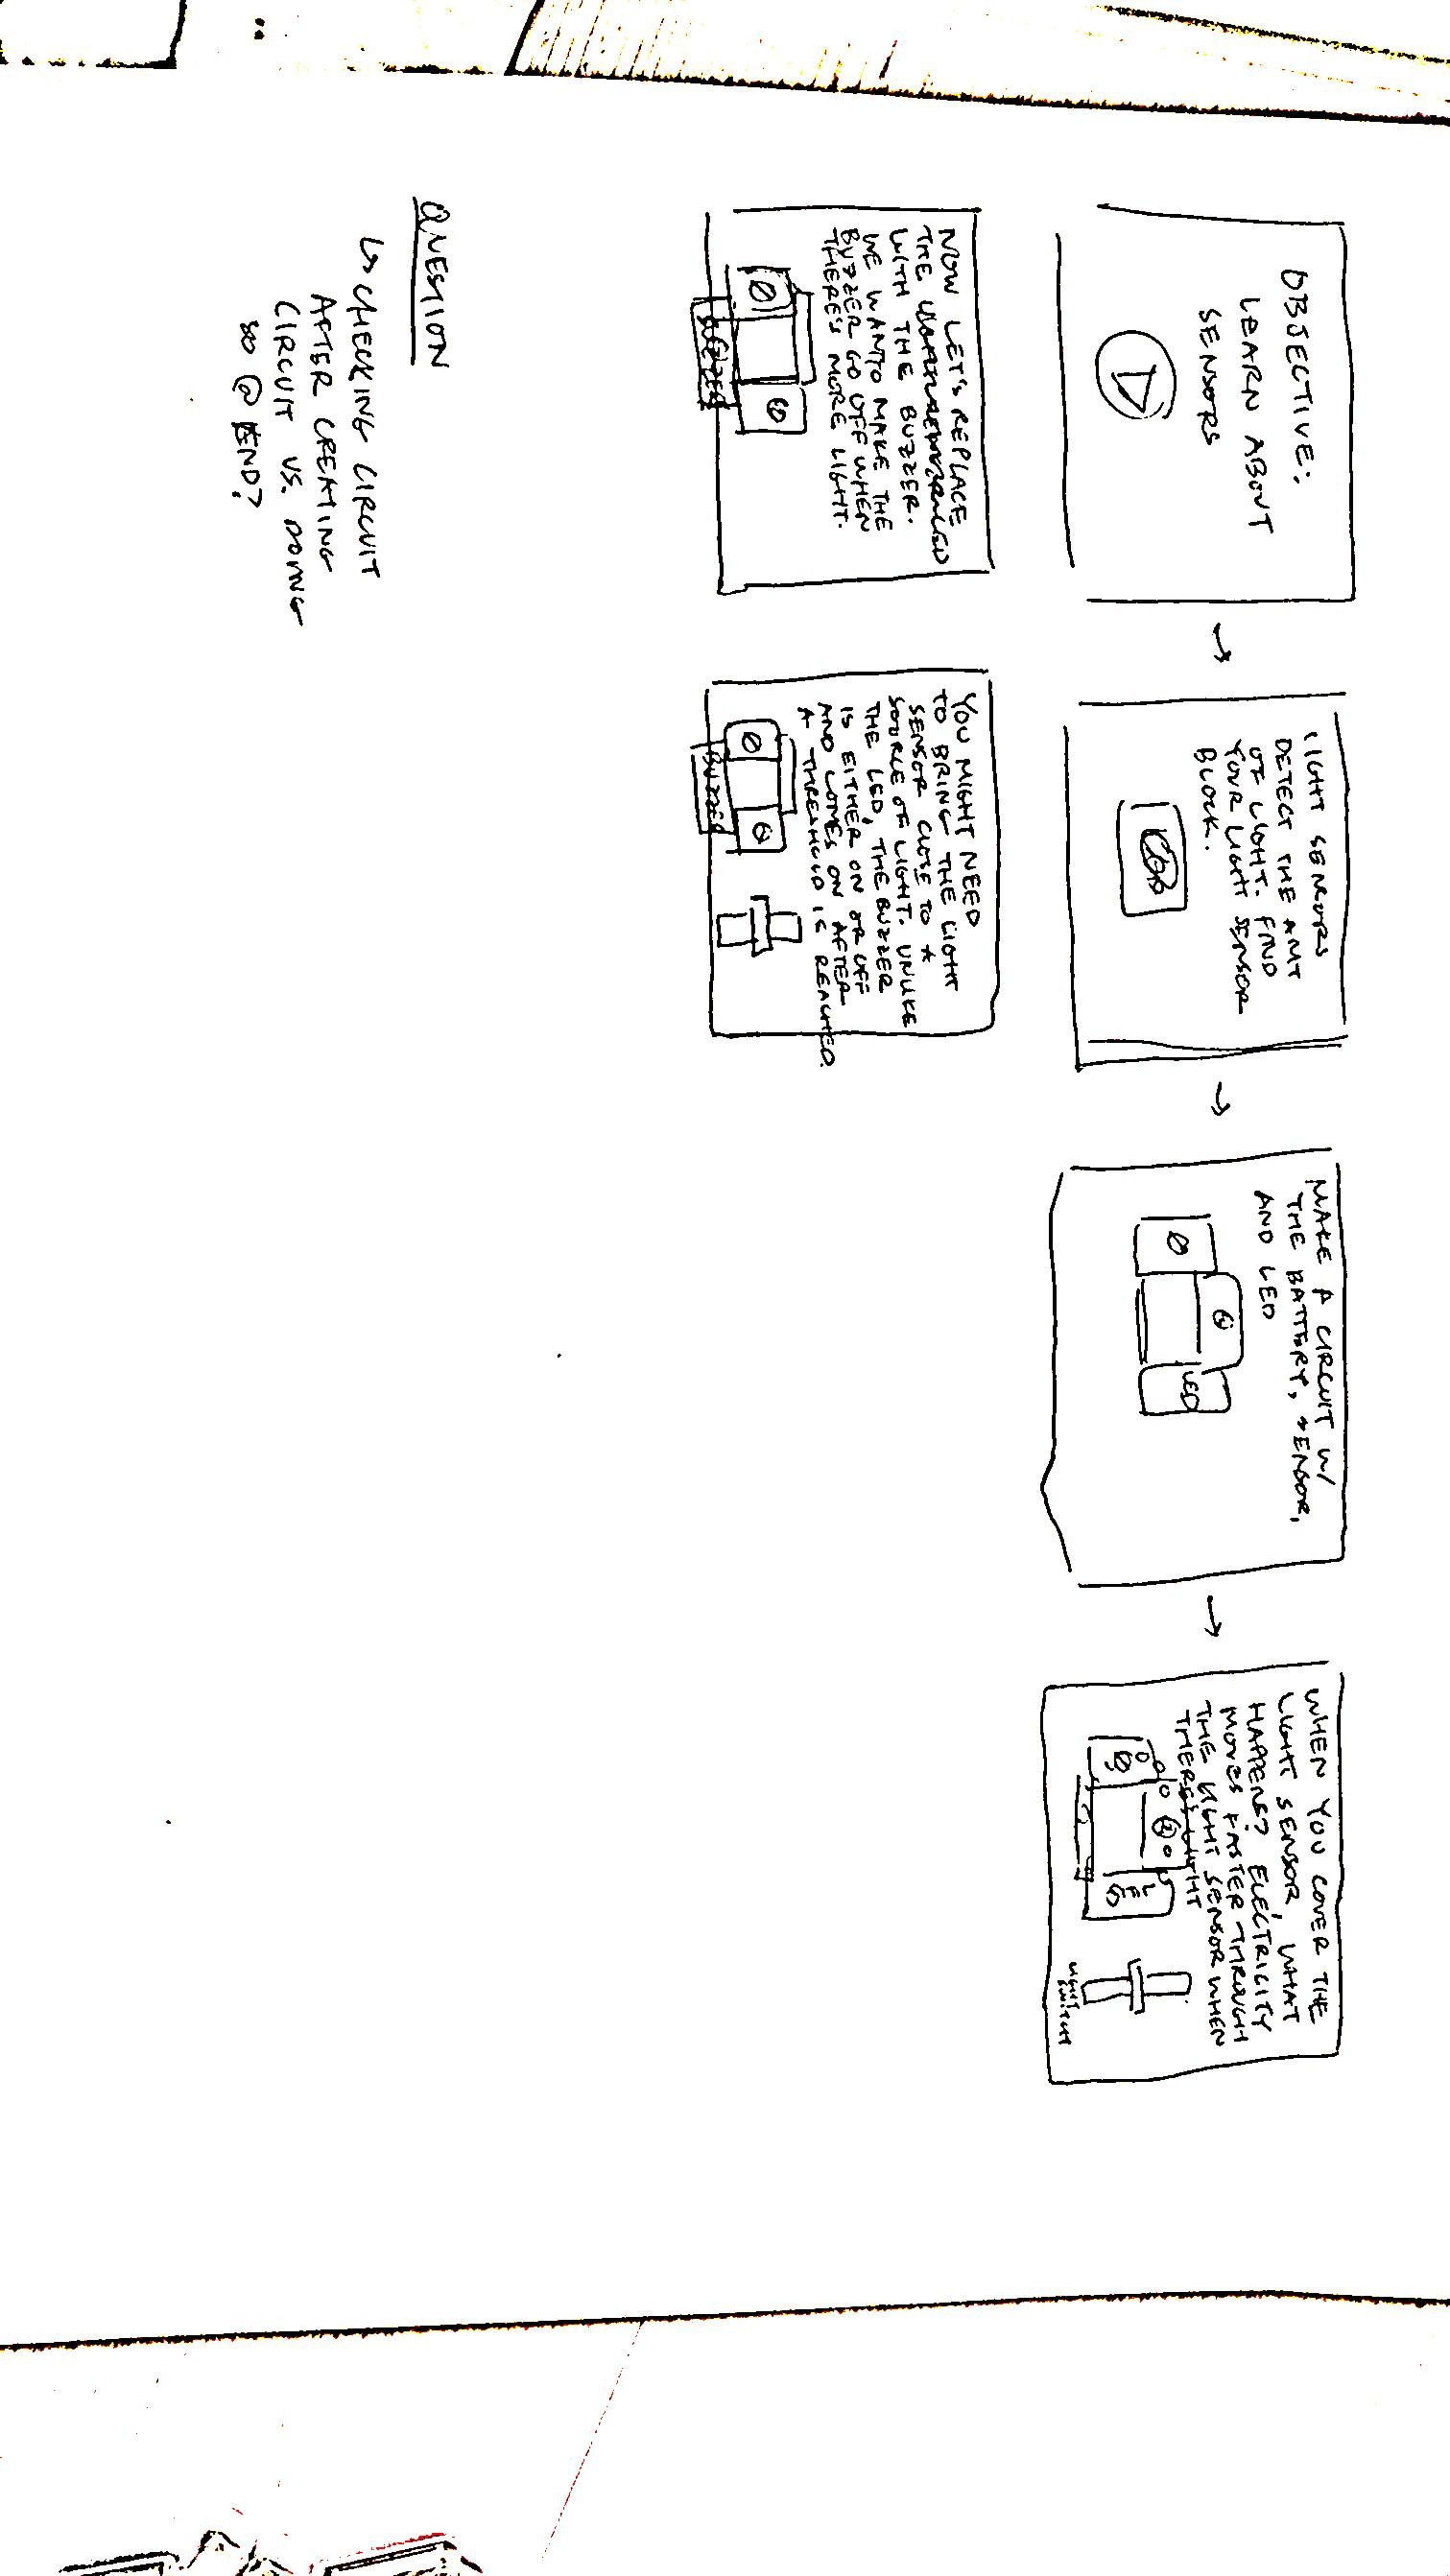 OBJECTIVE:
LEARN ABOUT
SENSORS
LIGHT SENSORS
DETECT THE AMT
OF LIGHT. FIND
YOUR LIGHT SENSOR
BLOCK.
MAKE A CIRCUIT W/
THE BATTERY, SENSOR,
AND LED
LED
WHEN YOU COVER THE
LIGHT SENSOR, WHAT
HAPPENS? ELECTRICITY
MOVES FASTER THROUGH
THE LIGHT SENSOR WHEN
THERE'S LIGHT
LIGHT
SWITCH
NOW LET'S REPLACE
THE
WITH THE BUZZER.
WE WANTO MAKE THE
BUZZER GO OFF WHEN
THERE'S MORE LIGHT.
BUZZER
YOU MIGHT NEED
TO BRING THE LIGHT
SENSOR CLOSE TO A
SOURCE OF LIGHT. UNLIKE
THE LED, THE BUZZER
IS EITHER ON OR OFF
AND COMES ON AFTER
A THRESHOLD IS REACHED.
BUZZER
QUESTION
↳ CHECKING CIRCUIT
AFTER CREATING
CIRCUIT VS. DOING
SO @ END?